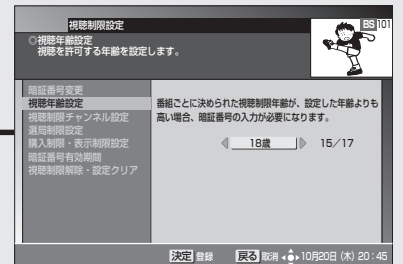 視聴制限設定
BS101
◎視聴年齢設定
視聴を許可する年齢を設定します。
暗証番号変更
視聴年齢設定
視聴制限チャンネル設定
選局制限設定
購入制限・表示制限設定
暗証番号有効期間
視聴制限解除・設定クリア
番組ごとに決められた視聴制限年齢が、設定した年齢よりも
高い場合、暗証番号の入力が必要になります。
18歳 15／17
決定 登録 戻る 取消 10月20日 (木) 20：45